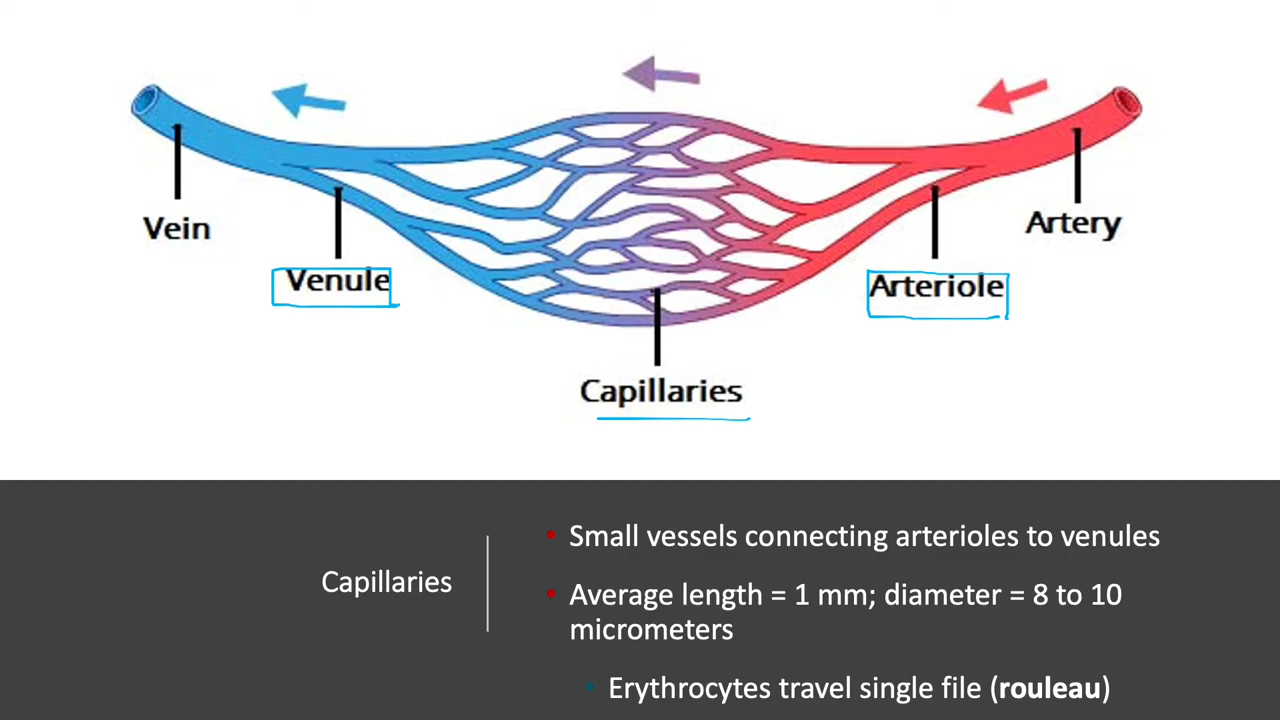 Vein
Artery
Venule
Arteriole
Capillaries
Capillaries
• Small vessels connecting arterioles to venules
• Average length = 1 mm; diameter = 8 to 10
micrometers
• Erythrocytes travel single file (rouleau)